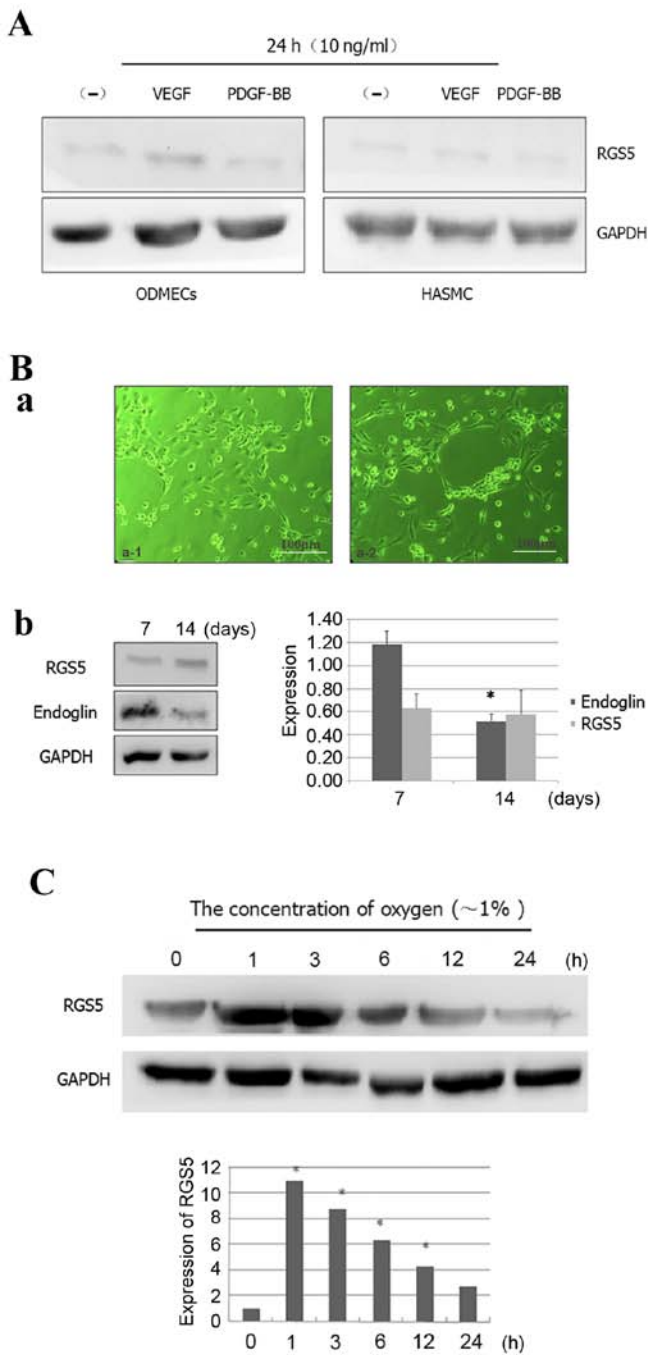 A
24 h (10 ng/ml)
(−) VEGF PDGF-BB (−) VEGF PDGF-BB
RGS5
GAPDH
ODMECs HASMC
B
a
a-1 100μm a-2 100μm
b
7 14 (days)
RGS5
Endoglin
GAPDH
1.40
1.20
1.00
0.80
0.60
0.40
0.20
0.00
Expression
*
Endoglin
RGS5
7 14 (days)
C
The concentration of oxygen (~1% )
0 1 3 6 12 24 (h)
RGS5
GAPDH
Expression of RGS5
12
10
8
6
4
2
0
* * * *
0 1 3 6 12 24 (h)